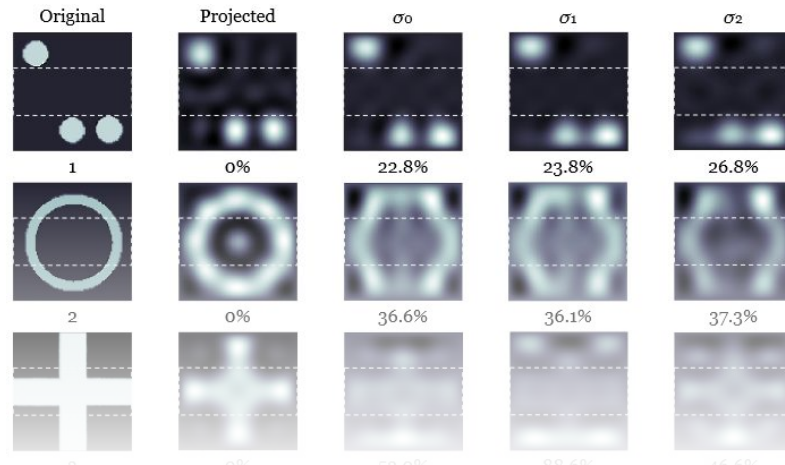 Original Projected σ₀ σ₁ σ₂
1 0% 22.8% 23.8% 26.8%
2 0% 36.6% 36.1% 37.3%